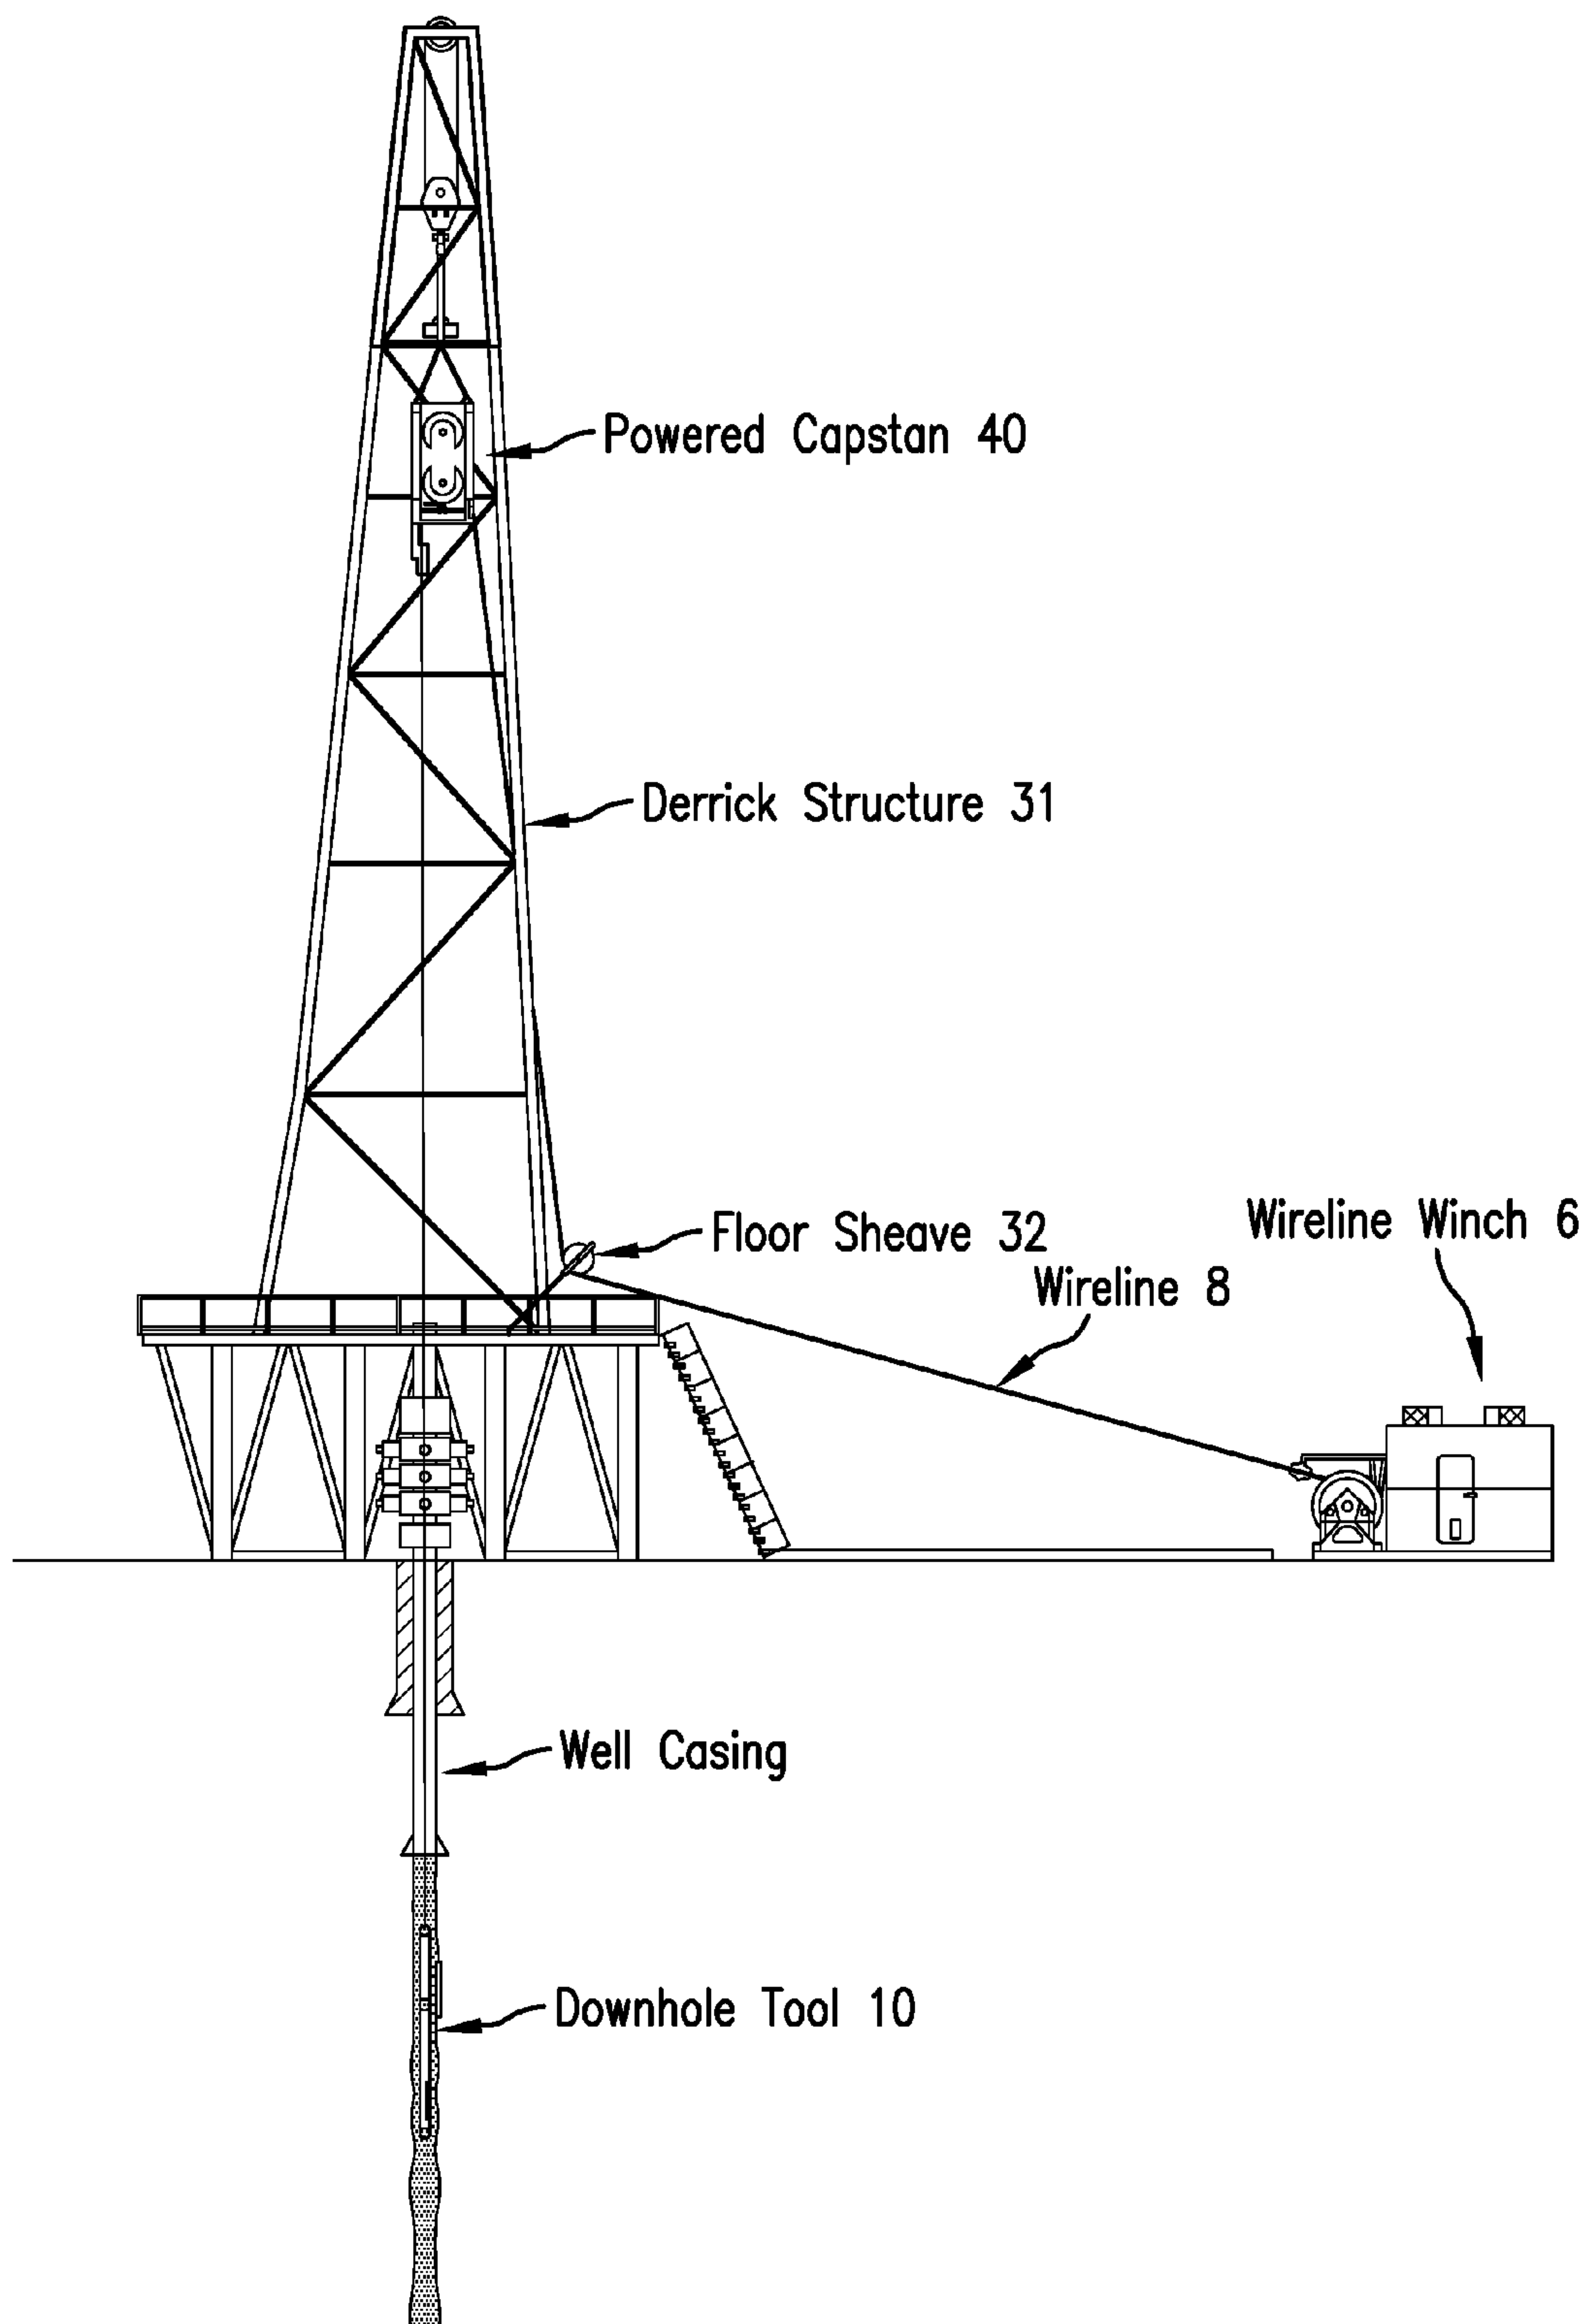 Powered Capstan 40
Derrick Structure 31
Floor Sheave 32
Wireline Winch 6
Wireline 8
Well Casing
Downhole Tool 10